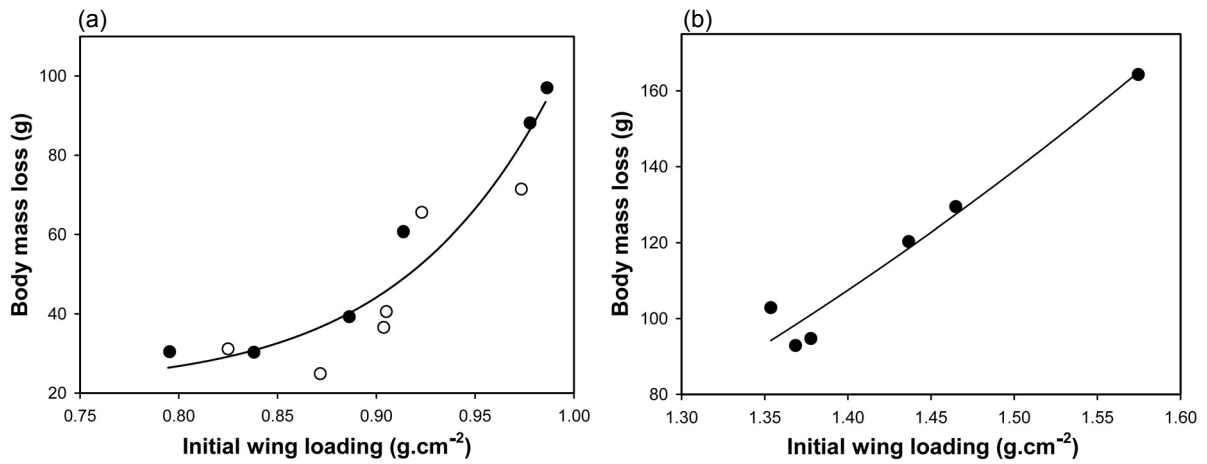 (a)
Body mass loss (g)
100
80
60
40
20
0.75 0.80 0.85 0.90 0.95 1.00
Initial wing loading (g.cm⁻²)
(b)
Body mass loss (g)
160
140
120
100
80
1.30 1.35 1.40 1.45 1.50 1.55 1.60
Initial wing loading (g.cm⁻²)